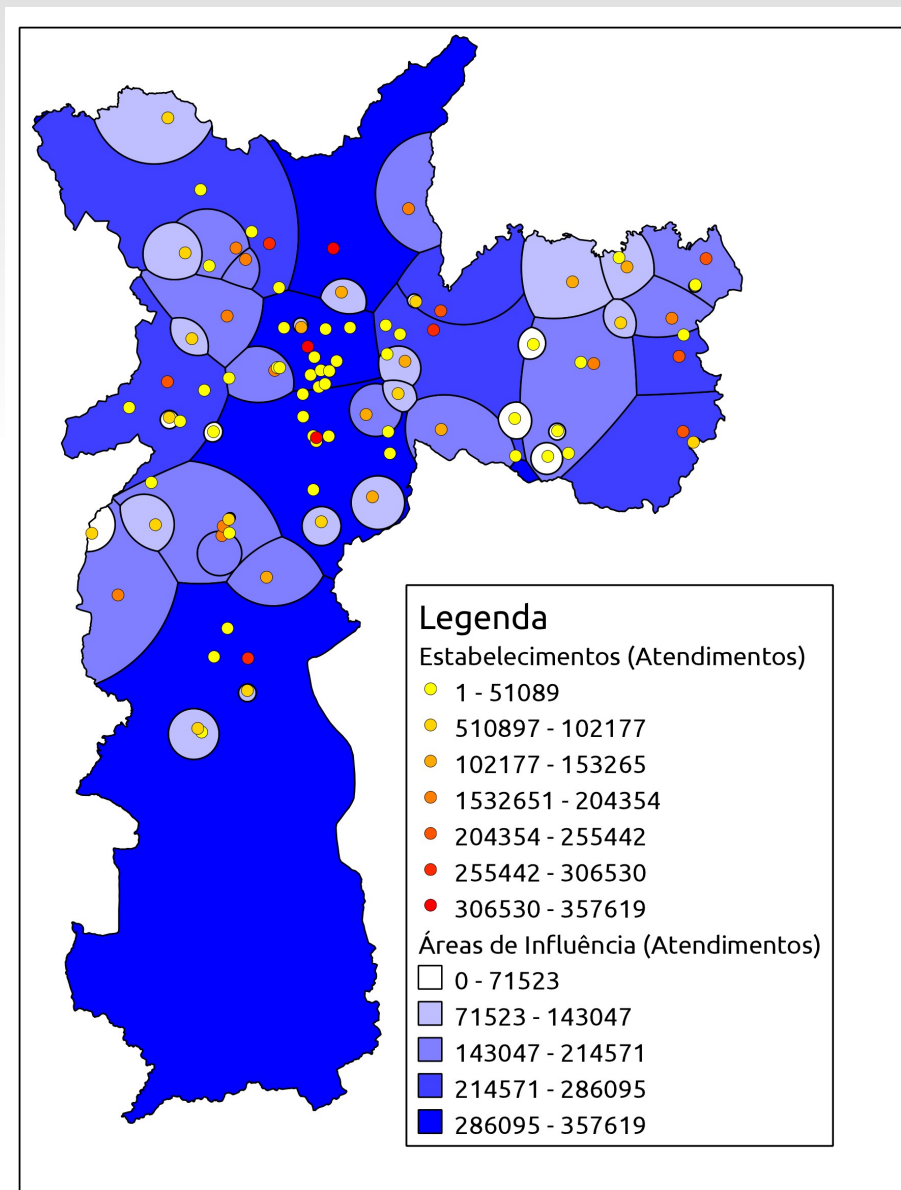 Legenda
Estabelecimentos (Atendimentos)
1 - 51089
510897 - 102177
102177 - 153265
1532651 - 204354
204354 - 255442
255442 - 306530
306530 - 357619
Áreas de Influência (Atendimentos)
0 - 71523
71523 - 143047
143047 - 214571
214571 - 286095
286095 - 357619